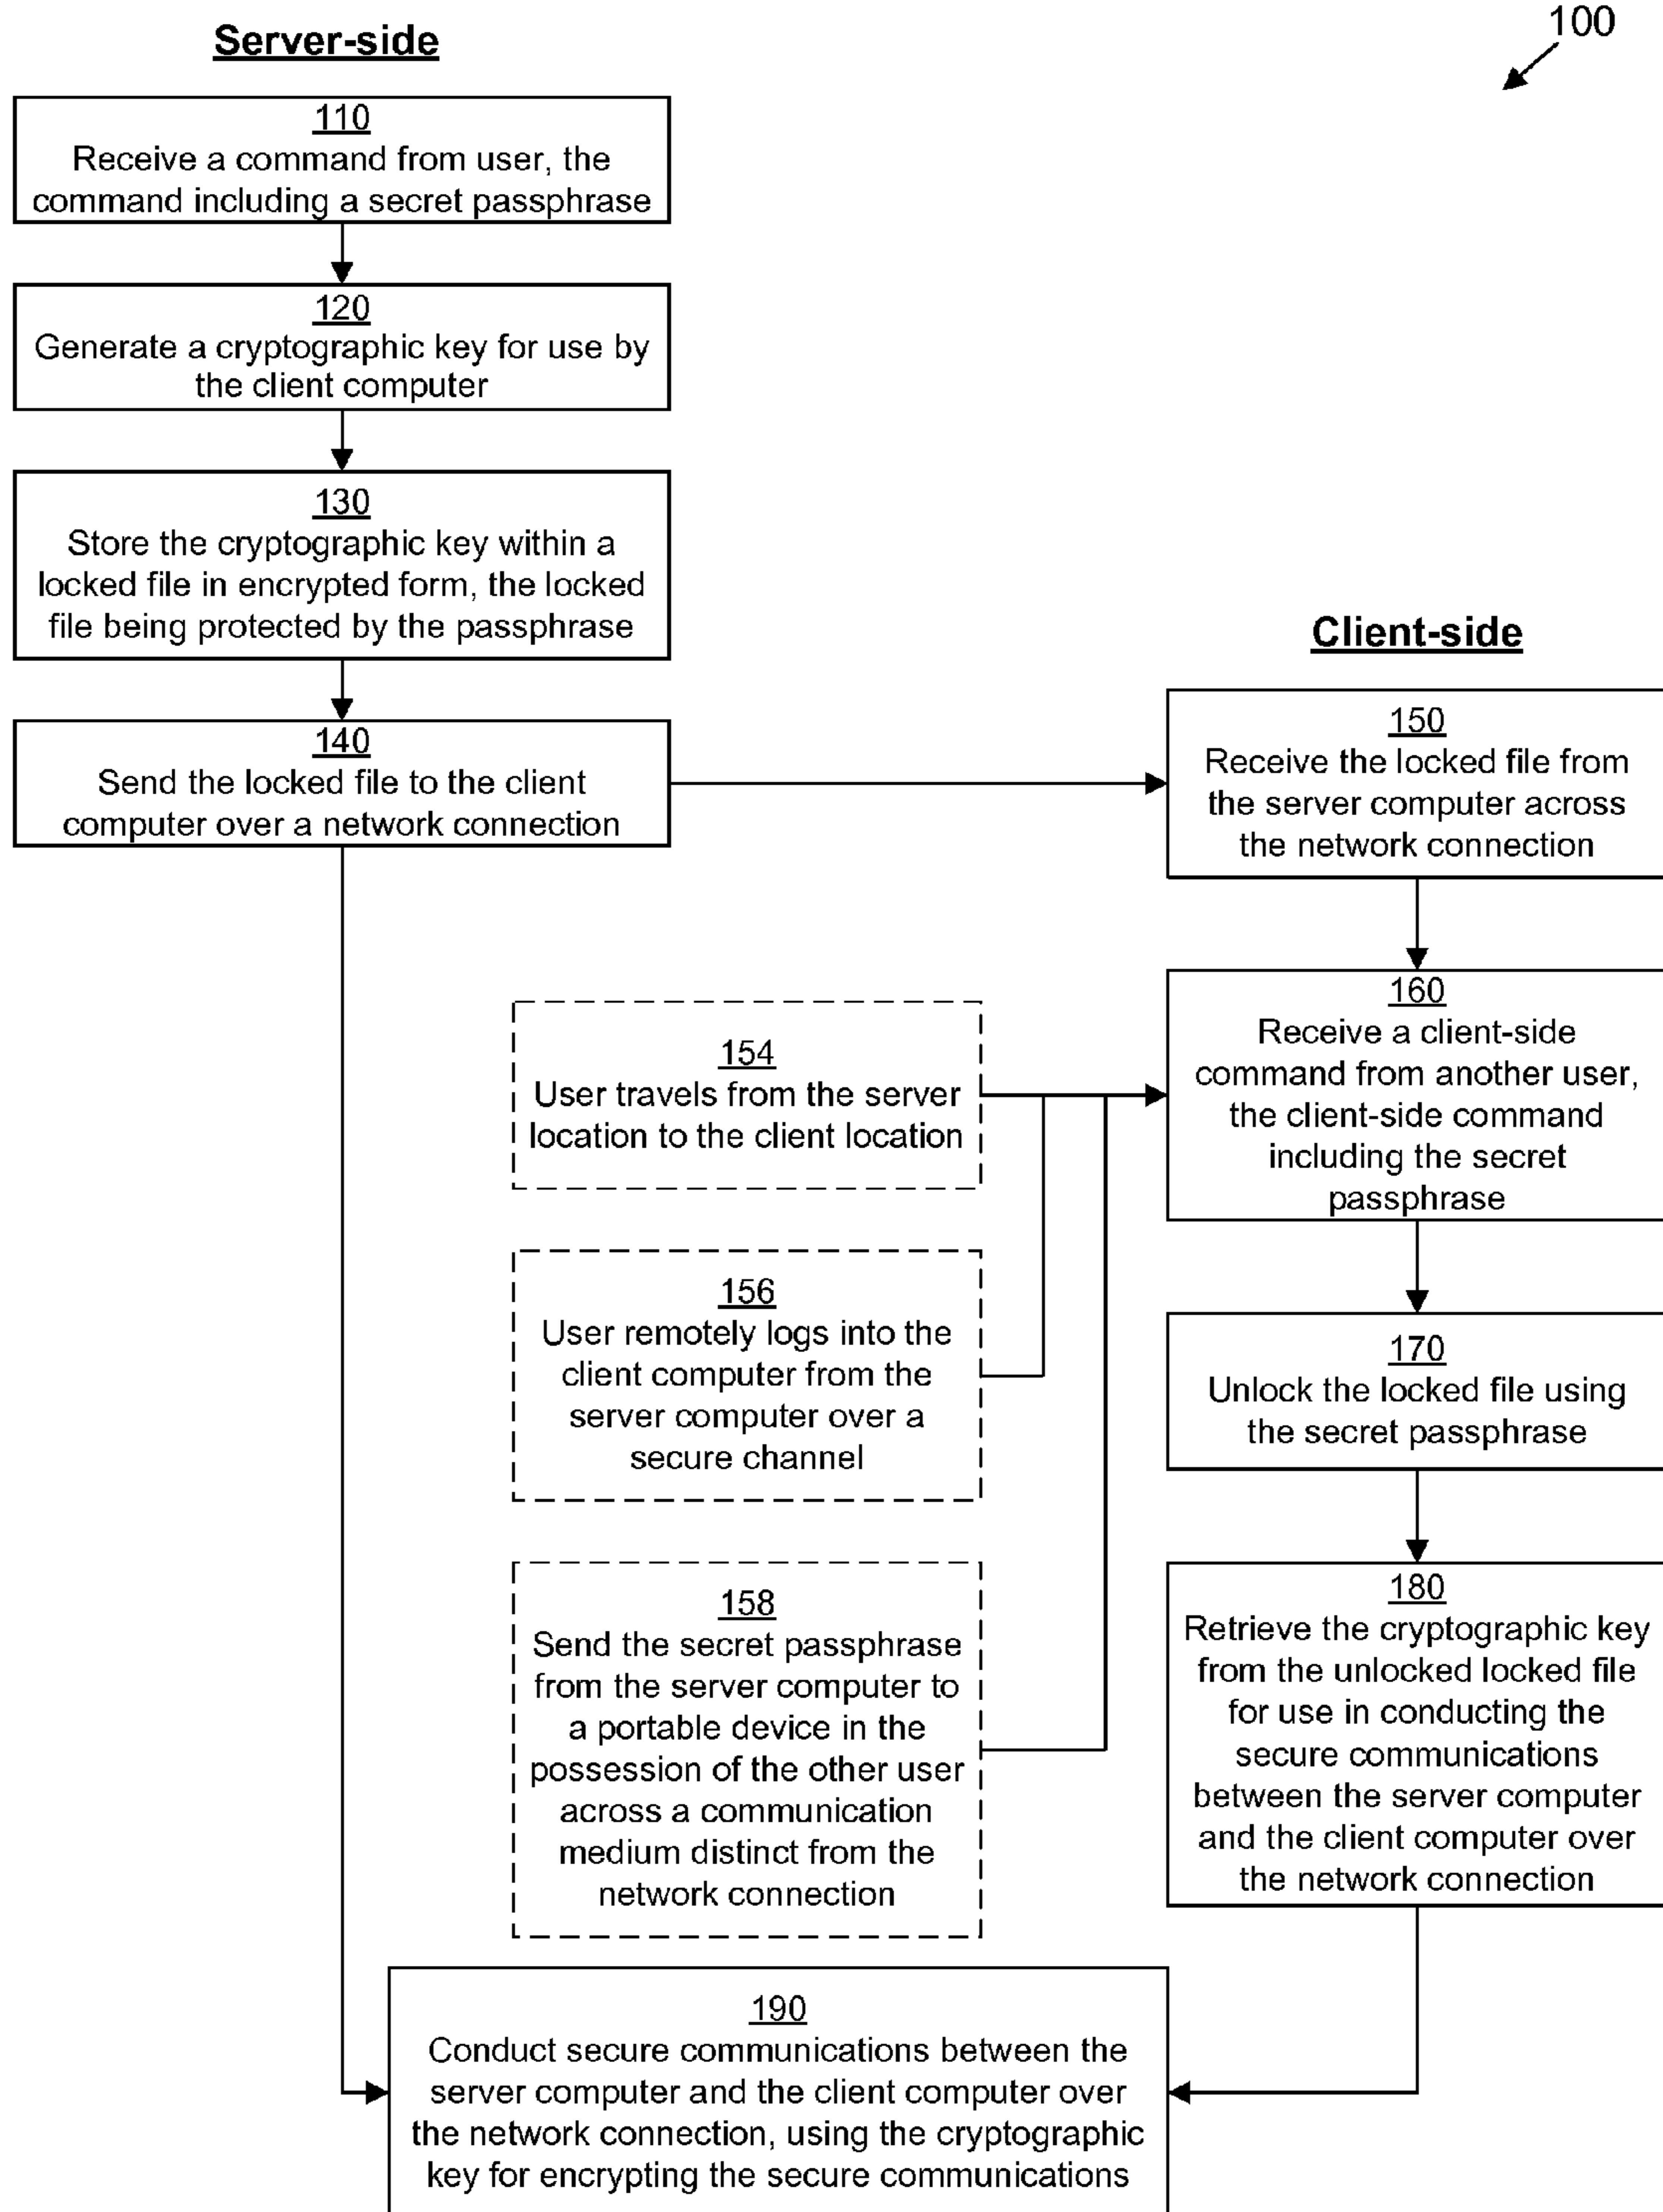 100
Server-side
110
Receive a command from user, the
command including a secret passphrase
120
Generate a cryptographic key for use by
the client computer
130
Store the cryptographic key within a
locked file in encrypted form, the locked
file being protected by the passphrase
140
Send the locked file to the client
computer over a network connection
Client-side
150
Receive the locked file from
the server computer across
the network connection
154
User travels from the server
location to the client location
156
User remotely logs into the
client computer from the
server computer over a
secure channel
158
Send the secret passphrase
from the server computer to
a portable device in the
possession of the other user
across a communication
medium distinct from the
network connection
160
Receive a client-side
command from another user,
the client-side command
including the secret
passphrase
170
Unlock the locked file using
the secret passphrase
180
Retrieve the cryptographic key
from the unlocked locked file
for use in conducting the
secure communications
between the server computer
and the client computer over
the network connection
190
Conduct secure communications between the
server computer and the client computer over
the network connection, using the cryptographic
key for encrypting the secure communications